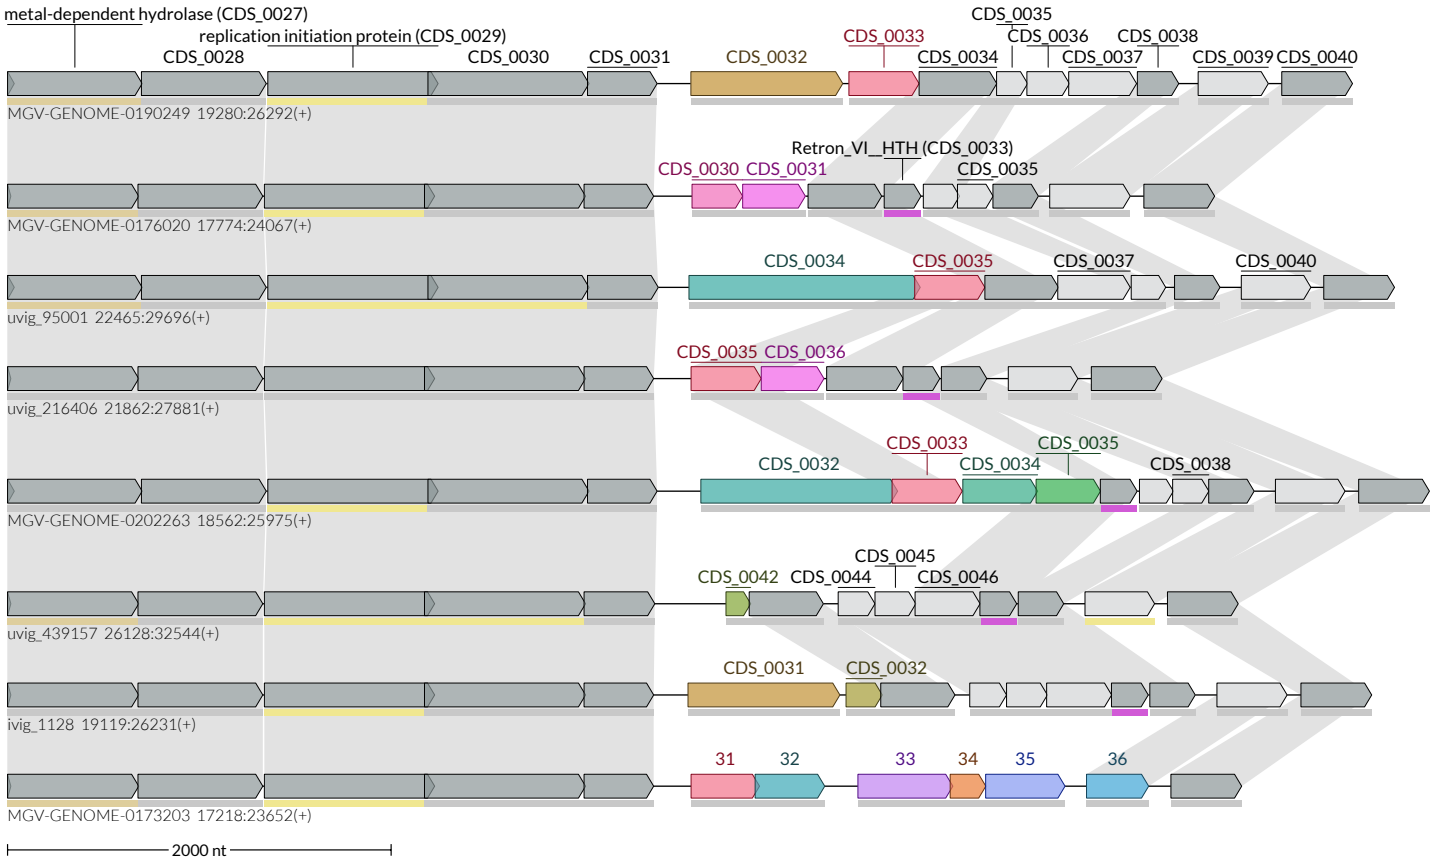 metal-dependent hydrolase (CDS_0027)
CDS_0035
replication initiation protein (CDS_0029)
CDS_0033
CDS_0036
CDS_0038
CDS_0028
CDS_0030
CDS_0031
CDS_0032
CDS_0034
CDS_0037
CDS_0039
CDS_0040
MGV-GENOME-0190249 19280:26292(+)
Retron_VI__HTH (CDS_0033)
CDS_0030
CDS_0031
CDS_0035
MGV-GENOME-0176020 17774:24067(+)
CDS_0034
CDS_0035
CDS_0037
CDS_0040
uvig_95001 22465:29696(+)
CDS_0035
CDS_0036
uvig_216406 21862:27881(+)
CDS_0033
CDS_0035
CDS_0032
CDS_0034
CDS_0038
MGV-GENOME-0202263 18562:25975(+)
CDS_0045
CDS_0042
CDS_0044
CDS_0046
uvig_439157 26128:32544(+)
CDS_0031
CDS_0032
ivig_1128 19119:26231(+)
31
32
33
34
35
36
MGV-GENOME-0173203 17218:23652(+)
2000 nt